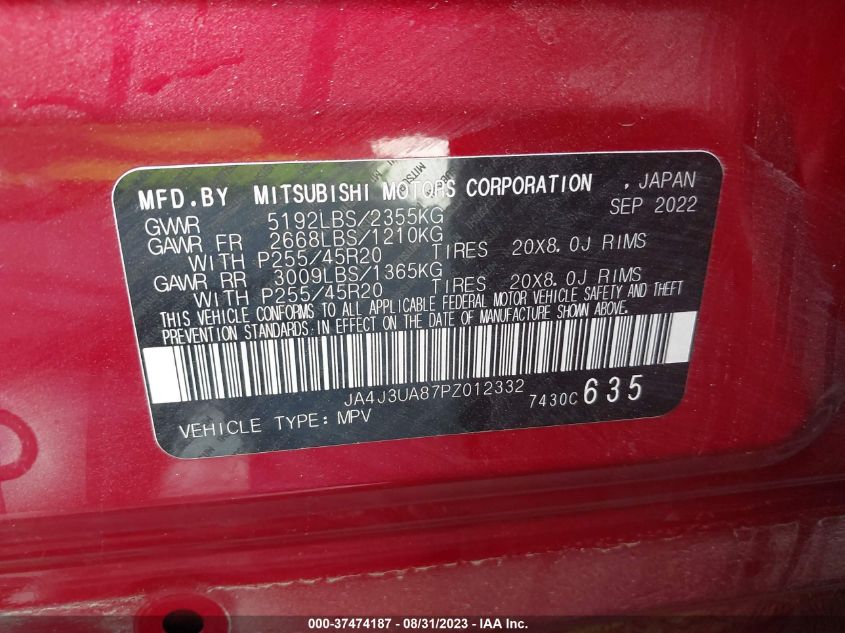 MFD. BY MITSUBISHI MOTORS CORPORATION , JAPAN
SEP 2022
GVWR 5192LBS/2355KG
GAWR FR 2668LBS/1210KG
WITH P255/45R20 TIRES 20X8.0J RIMS
GAWR RR 3009LBS/1365KG
WITH P255/45R20 TIRES 20X8.0J RIMS
THIS VEHICLE CONFORMS TO ALL APPLICABLE FEDERAL MOTOR VEHICLE SAFETY AND THEFT
PREVENTION STANDARDS IN EFFECT ON THE DATE OF MANUFACTURE SHOWN ABOVE.
JA4J3UA87PZ012332
7430C 635
VEHICLE TYPE: MPV
000-37474187 - 08/31/2023 - IAA Inc.